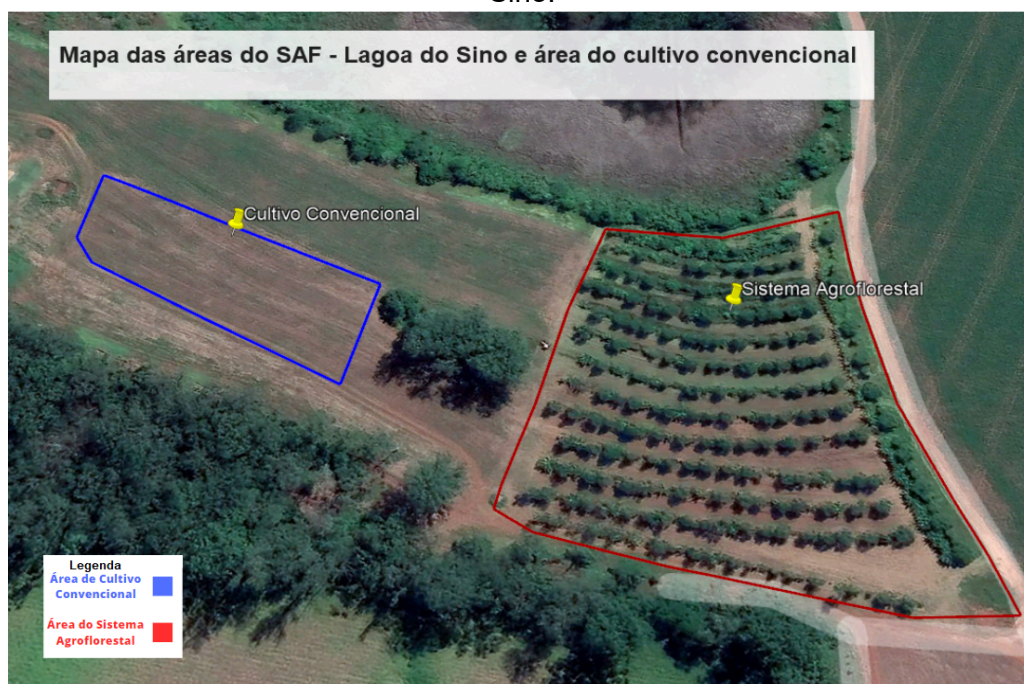 Sino.
Mapa das áreas do SAF - Lagoa do Sino e área do cultivo convencional
Cultivo Convencional
Sistema Agroflorestal
Legenda
Área de Cultivo
Convencional
Área do Sistema
Agroflorestal